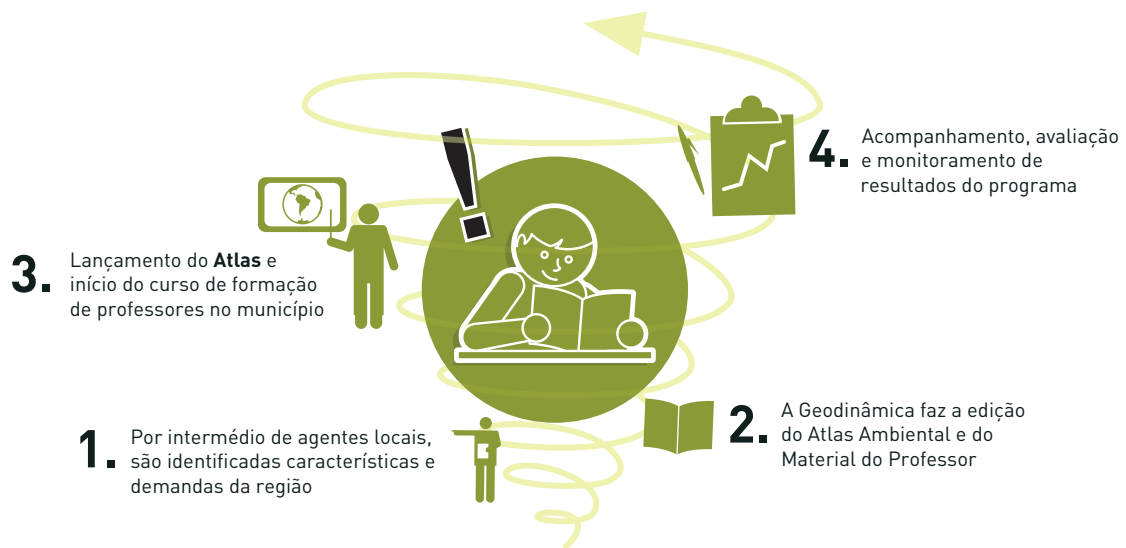 1. Por intermédio de agentes locais,
são identificadas características e
demandas da região
2. A Geodinâmica faz a edição
do Atlas Ambiental e do
Material do Professor
3. Lançamento do Atlas e
início do curso de formação
de professores no município
4. Acompanhamento, avaliação
e monitoramento de
resultados do programa